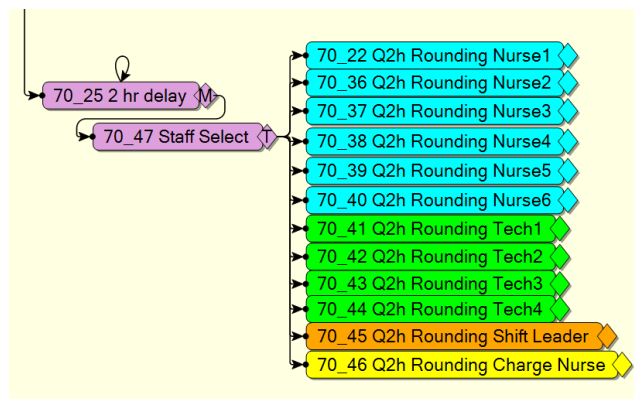 70_22 Q2h Rounding Nurse1
70_36 Q2h Rounding Nurse2
70_25 2 hr delay M
70_37 Q2h Rounding Nurse3
70_47 Staff Select T
70_38 Q2h Rounding Nurse4
70_39 Q2h Rounding Nurse5
70_40 Q2h Rounding Nurse6
70_41 Q2h Rounding Tech1
70_42 Q2h Rounding Tech2
70_43 Q2h Rounding Tech3
70_44 Q2h Rounding Tech4
70_45 Q2h Rounding Shift Leader
70_46 Q2h Rounding Charge Nurse